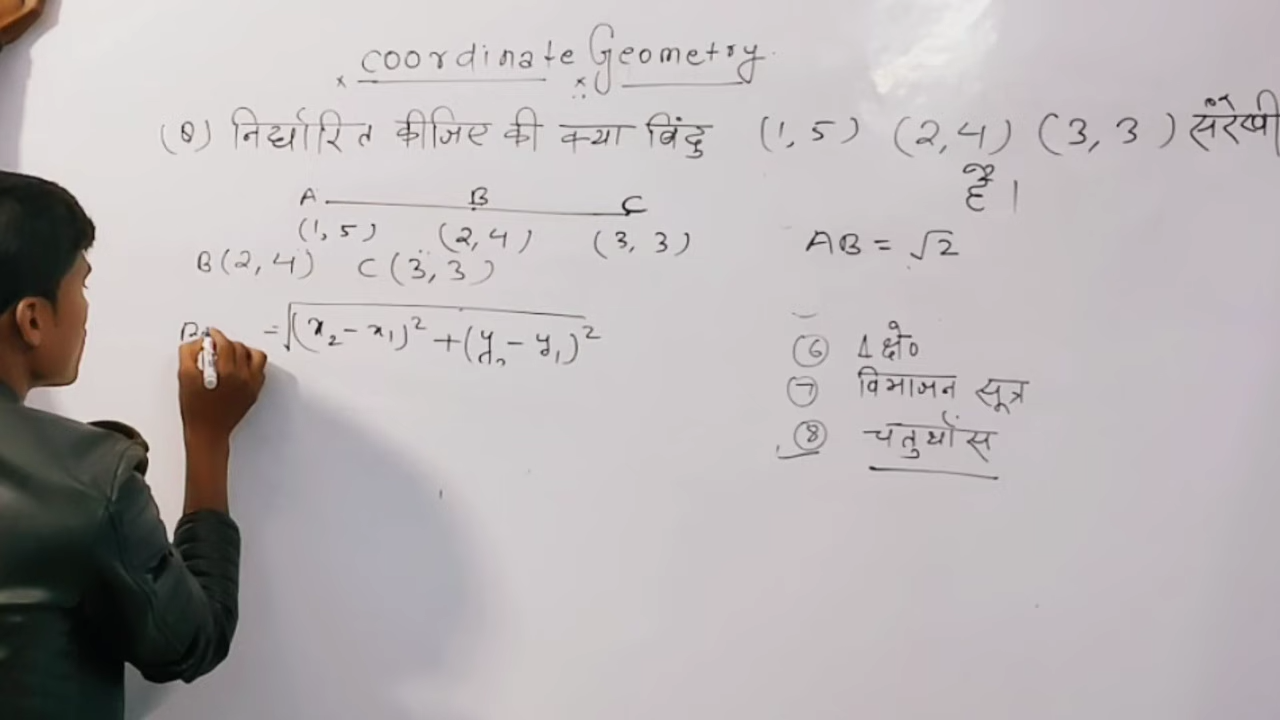 coordinate Geometry
(Q) निर्धारित कीजिए की क्या बिंदु (1, 5) (2, 4) (3, 3) संरेखी
हैं।
A B C
(1, 5) (2, 4) (3, 3)
AB = √2
B(2, 4) C(3, 3)
= √(x₂ - x₁)² + (y₂ - y₁)²
⑥ Δ क्षे०
⑦ विभाजन सूत्र
⑧ चतुर्थांस